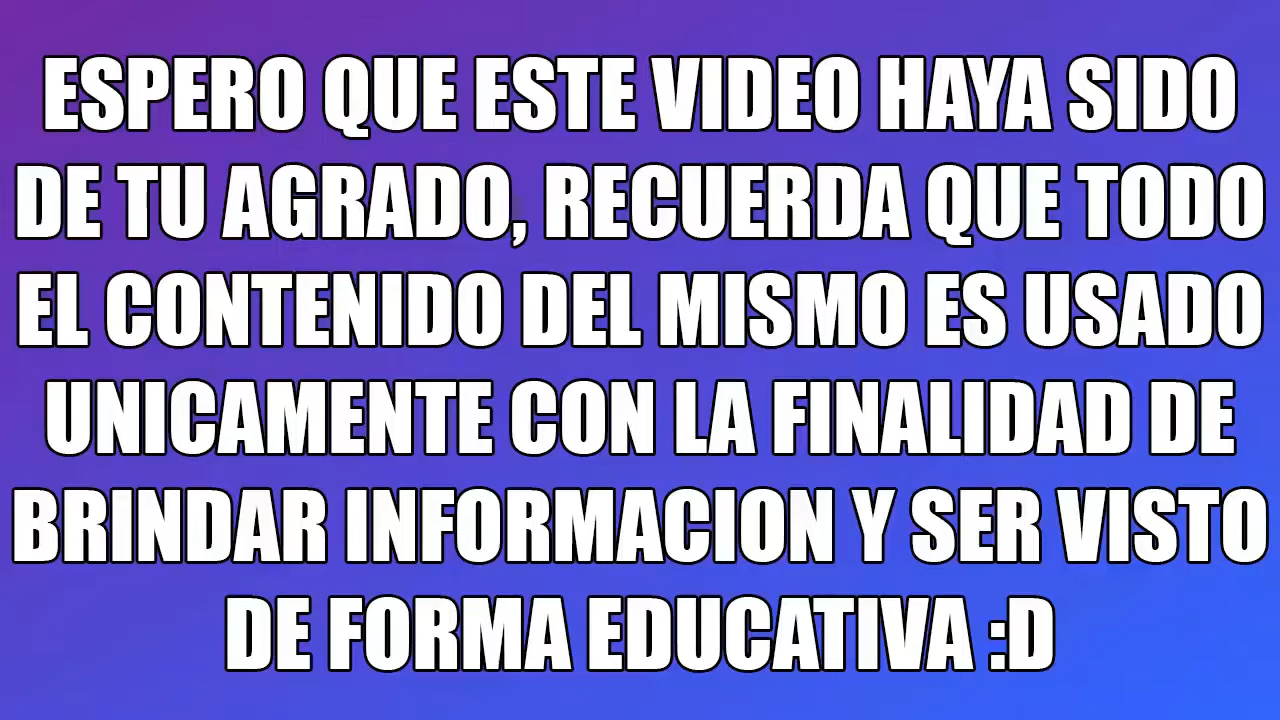 ESPERO QUE ESTE VIDEO HAYA SIDO
DE TU AGRADO, RECUERDA QUE TODO
EL CONTENIDO DEL MISMO ES USADO
UNICAMENTE CON LA FINALIDAD DE
BRINDAR INFORMACION Y SER VISTO
DE FORMA EDUCATIVA :D